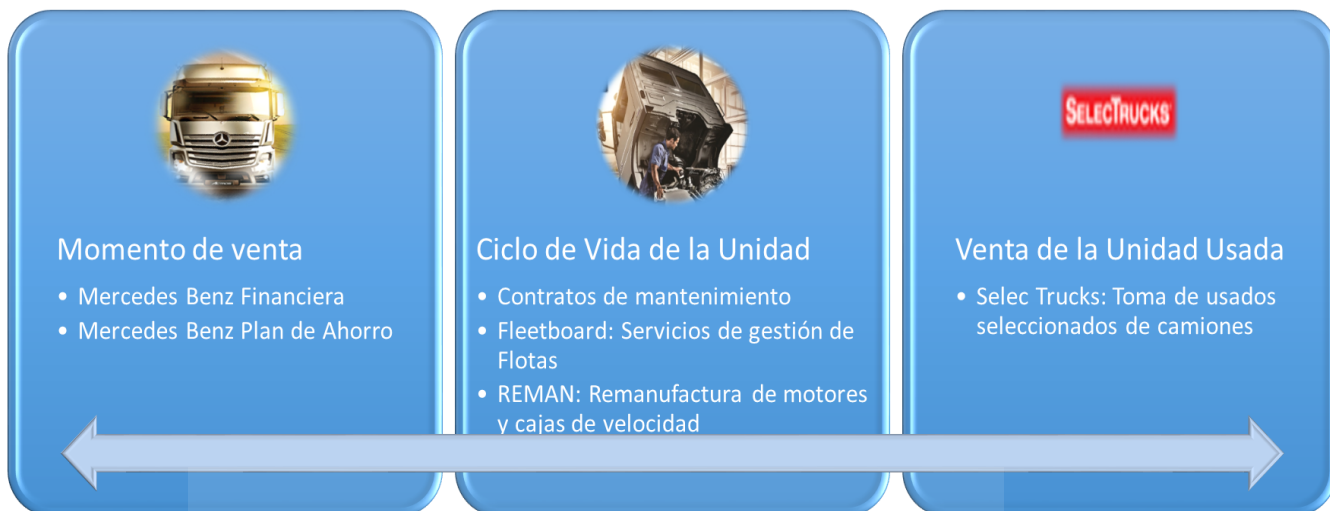 Momento de venta
• Mercedes Benz Financiera
• Mercedes Benz Plan de Ahorro
Ciclo de Vida de la Unidad
• Contratos de mantenimiento
• Fleetboard: Servicios de gestión de
Flotas
• REMAN: Remanufactura de motores
y cajas de velocidad
SELECTRUCKS
Venta de la Unidad Usada
• Selec Trucks: Toma de usados
seleccionados de camiones